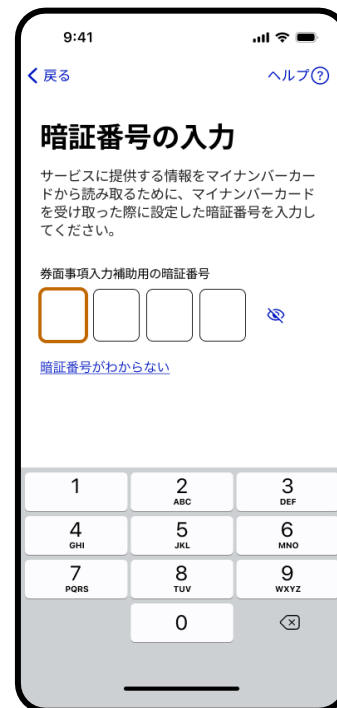 9:41
戻る
ヘルプ
暗証番号の入力
サービスに提供する情報をマイナンバーカー
ドから読み取るために、マイナンバーカード
を受け取った際に設定した暗証番号を入力し
てください。
券面事項入力補助用の暗証番号
暗証番号がわからない
1 2 3
ABC DEF
4 5 6
GHI JKL MNO
7 8 9
PQRS TUV WXYZ
0